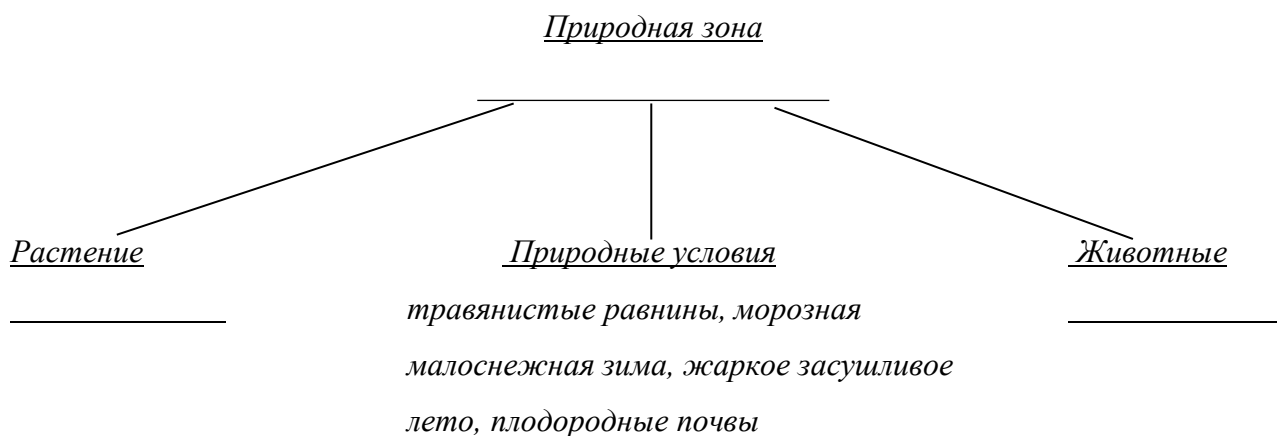 Природная зона
Растение
Природные условия
Животные
травянистые равнины, морозная
малоснежная зима, жаркое засушливое
лето, плодородные почвы